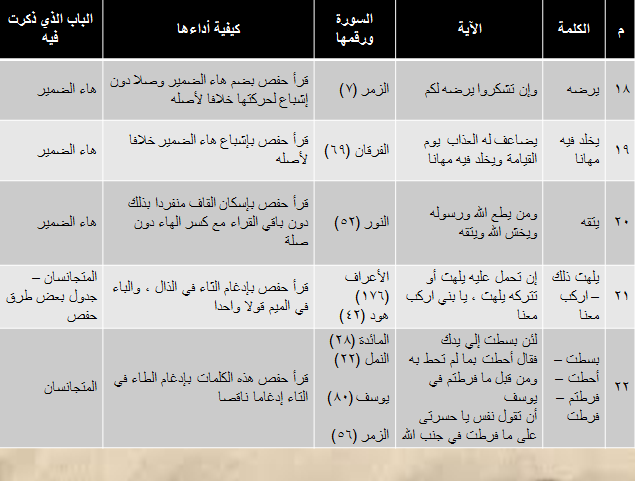 م الكلمة الآية السورة ورقمها كيفية أداءها الباب الذي ذكرت فيه
١٨ يرضه وإن تشكروا يرضه لكم الزمر (٧) قرأ حفص بضم هاء الضمير وصلا دون إشباع لحركتها خلافا لأصله هاء الضمير
١٩ يخلد فيه مهانا يضاعف له العذاب يوم القيامة ويخلد فيه مهانا الفرقان (٦٩) قرأ حفص بإشباع هاء الضمير خلافا لأصله هاء الضمير
٢٠ يتقه ومن يطع الله ورسوله ويخش الله ويتقه النور (٥٢) قرأ حفص بإسكان القاف منفردا بذلك دون باقي القراء مع كسر الهاء دون صلة هاء الضمير
٢١ يلهث ذلك – اركب معنا إن تحمل عليه يلهث أو تتركه يلهث ، يا بني اركب معنا الأعراف (١٧٦) هود (٤٢) قرأ حفص بإدغام الثاء في الذال ، والباء في الميم قولا واحدا المتجانسان – جدول بعض طرق حفص
٢٢ بسطت – أحطت – فرطتم – فرطت لئن بسطت إلي يدك فقال أحطت بما لم تحط به ومن قبل ما فرطتم في يوسف أن تقول نفس يا حسرتى على ما فرطت في جنب الله المائدة (٢٨) النمل (٢٢) يوسف (٨٠) الزمر (٥٦) قرأ حفص هذه الكلمات بإدغام الطاء في التاء إدغاما ناقصا المتجانسان